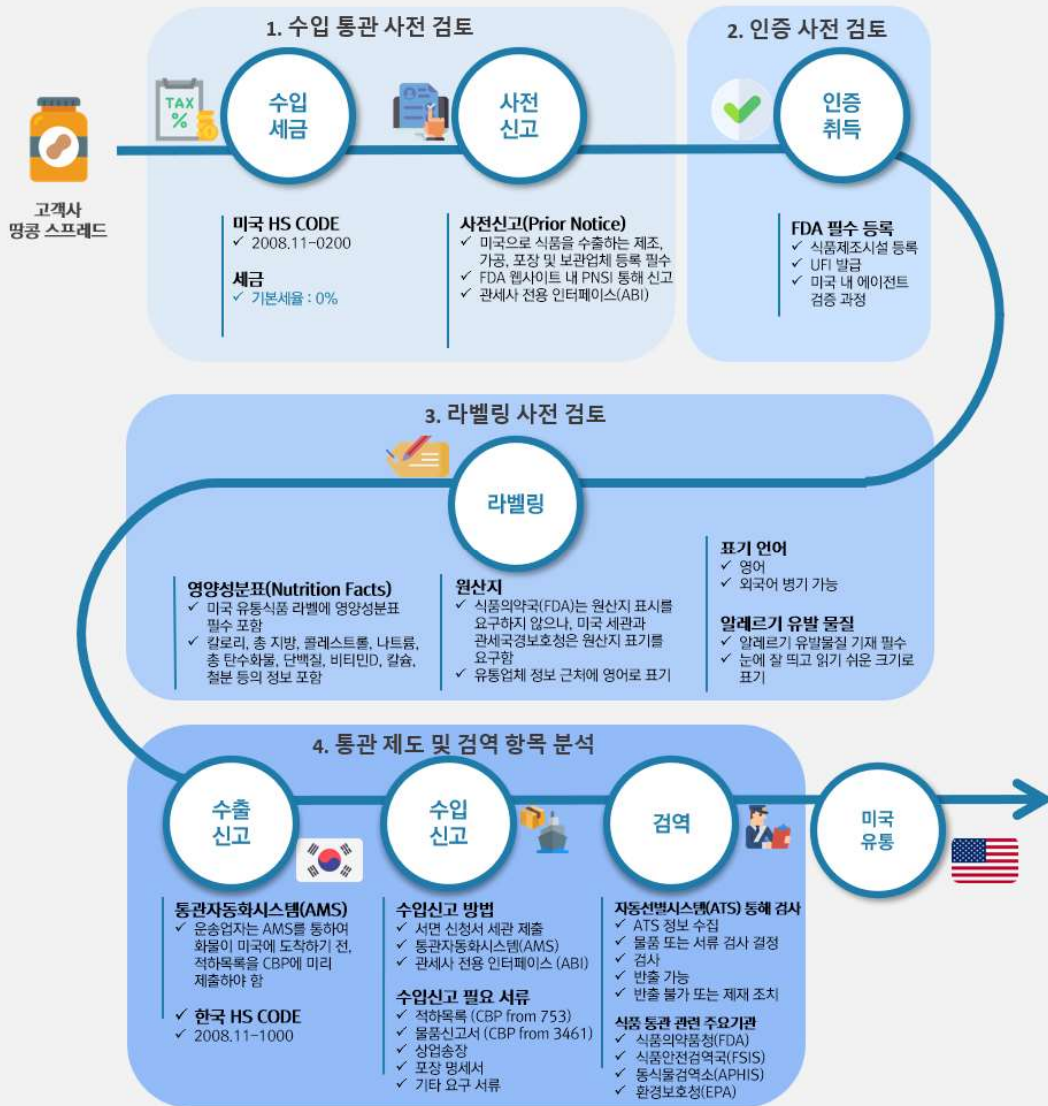 1. 수입 통관 사전 검토
2. 인증 사전 검토
TAX
%
수입
세금
사전
신고
인증
취득
고객사
땅콩 스프레드
미국 HS CODE
✓ 2008.11-0200
세금
✓ 기본세율 : 0%
사전신고(Prior Notice)
✓ 미국으로 식품을 수출하는 제조,
가공, 포장 및 보관업체 등록 필수
✓ FDA 웹사이트 내 PNSI 통해 신고
✓ 관세사 전용 인터페이스(ABI)
FDA 필수 등록
✓ 식품제조시설 등록
✓ UFI 발급
✓ 미국 내 에이전트
검증 과정
3. 라벨링 사전 검토
라벨링
영양성분표(Nutrition Facts)
✓ 미국 유통식품 라벨에 영양성분표
필수 포함
✓ 칼로리, 총 지방, 콜레스트롤, 나트륨,
총 탄수화물, 단백질, 비티민D, 칼슘,
철분 등의 정보 포함
원산지
✓ 식품의약국(FDA)는 원산지 표시를
요구하지 않으나, 미국 세관과
관세국경보호청은 원산지 표기를
요구함
✓ 유통업체 정보 근처에 영어로 표기
표기 언어
✓ 영어
✓ 외국어 병기 가능
알레르기 유발 물질
✓ 알레르기 유발물질 기재 필수
✓ 눈에 잘 띄고 읽기 쉬운 크기로
표기
4. 통관 제도 및 검역 항목 분석
수출
신고
수입
신고
검역
미국
유통
통관자동화시스템(AMS)
✓ 운송업자는 AMS를 통하여
화물이 미국에 도착하기 전,
적하목록을 CBP에 미리
제출하야 함
✓ 한국 HS CODE
✓ 2008.11-1000
수입신고 방법
✓ 서면 신청서 세관 제출
✓ 통관자동화시스템(AMS)
✓ 관세사 전용 인터페이스 (ABI)
수입신고 필요 서류
✓ 적하목록 (CBP from 753)
✓ 물품신고서 (CBP from 3461)
✓ 상업송장
✓ 포장 명세서
✓ 기타 요구 서류
자동선별시스템(ATS) 통해 검사
✓ ATS 정보 수집
✓ 물품 또는 서류 검사 결정
✓ 검사
✓ 반출 가능
✓ 반출 불가 또는 제재 조치
식품 통관 관련 주요기관
✓ 식품의약품청(FDA)
✓ 식품안전검역국(FSIS)
✓ 동식물검역소(APHIS)
✓ 환경보호청(EPA)